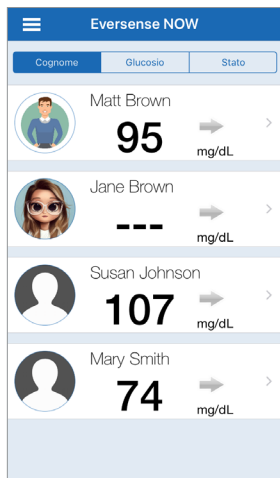 Eversense NOW
Cognome Glucosio Stato
Matt Brown
95
mg/dL
Jane Brown
---
mg/dL
Susan Johnson
107
mg/dL
Mary Smith
74
mg/dL